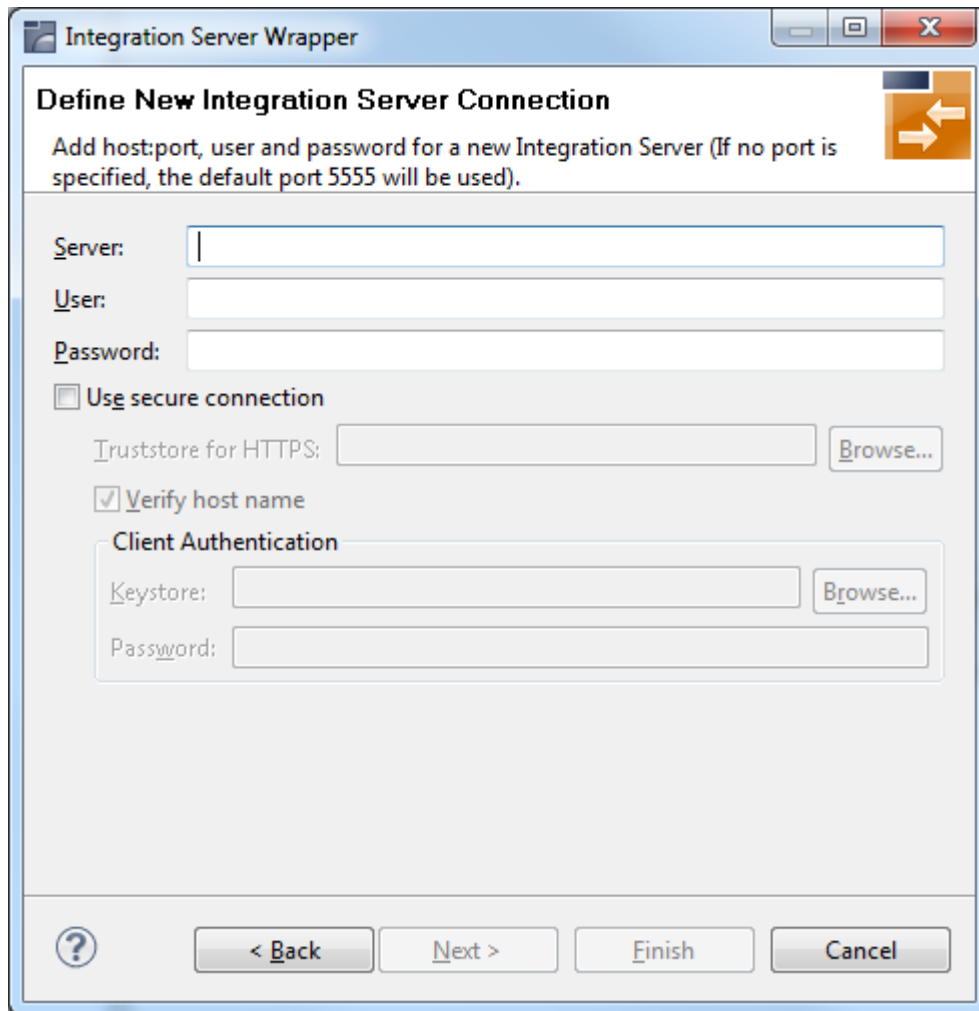 Integration Server Wrapper
Define New Integration Server Connection
Add host:port, user and password for a new Integration Server (If no port is
specified, the default port 5555 will be used).
Server:
User:
Password:
Use secure connection
Truststore for HTTPS:
Browse...
Verify host name
Client Authentication
Keystore:
Browse...
Password:
?
< Back
Next >
Finish
Cancel